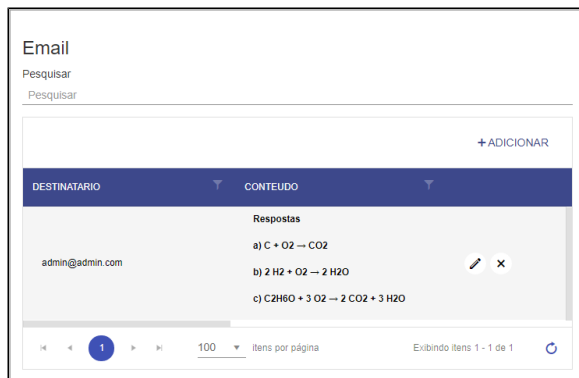 Email
Pesquisar
Pesquisar
+ADICIONAR
DESTINATARIO CONTEUDO
Respostas
a) C + O2 → CO2
admin@admin.com
b) 2 H2 + O2 → 2 H2O
c) C2H6O + 3 O2 → 2 CO2 + 3 H2O
1 100 itens por página Exibindo itens 1 - 1 de 1